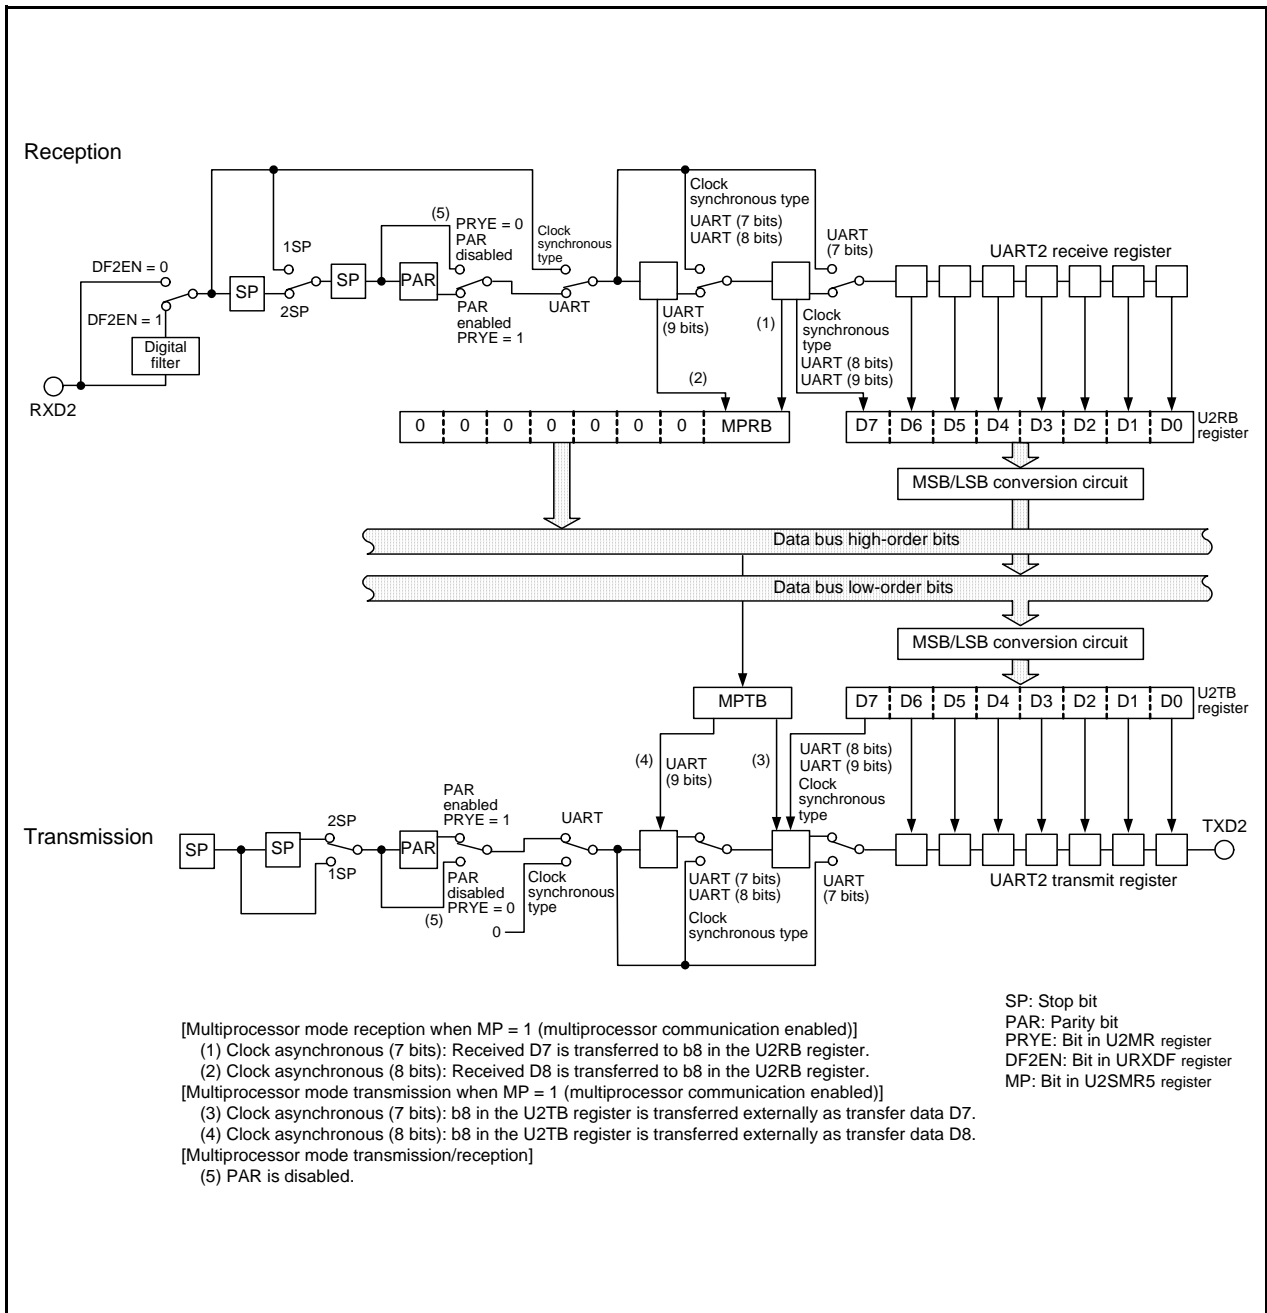 Reception
(5)
PRYE = 0
PAR
disabled
Clock
synchronous
type
Clock
synchronous type
UART (7 bits)
UART (8 bits)
UART
(7 bits)
UART2 receive register
1SP
DF2EN = 0
SP
SP
PAR
2SP
PAR
enabled
PRYE = 1
UART
UART
(9 bits)
(1)
Clock
synchronous
type
UART (8 bits)
UART (9 bits)
DF2EN = 1
Digital
filter
(2)
RXD2
0 0 0 0 0 0 0 MPRB
D7 D6 D5 D4 D3 D2 D1 D0
U2RB
register
MSB/LSB conversion circuit
Data bus high-order bits
Data bus low-order bits
MSB/LSB conversion circuit
MPTB
D7 D6 D5 D4 D3 D2 D1 D0
U2TB
register
(4)
UART
(9 bits)
(3)
UART (8 bits)
UART (9 bits)
Clock
synchronous
type
PAR
enabled
PRYE = 1
2SP
UART
Transmission
SP
SP
PAR
TXD2
1SP
PAR
disabled
PRYE = 0
(5)
Clock
synchronous
type
0
UART (7 bits)
UART (8 bits)
Clock
synchronous type
UART
(7 bits)
UART2 transmit register
SP: Stop bit
PAR: Parity bit
PRYE: Bit in U2MR register
DF2EN: Bit in URXDF register
MP: Bit in U2SMR5 register
[Multiprocessor mode reception when MP = 1 (multiprocessor communication enabled)]
(1) Clock asynchronous (7 bits): Received D7 is transferred to b8 in the U2RB register.
(2) Clock asynchronous (8 bits): Received D8 is transferred to b8 in the U2RB register.
[Multiprocessor mode transmission when MP = 1 (multiprocessor communication enabled)]
(3) Clock asynchronous (7 bits): b8 in the U2TB register is transferred externally as transfer data D7.
(4) Clock asynchronous (8 bits): b8 in the U2TB register is transferred externally as transfer data D8.
[Multiprocessor mode transmission/reception]
(5) PAR is disabled.